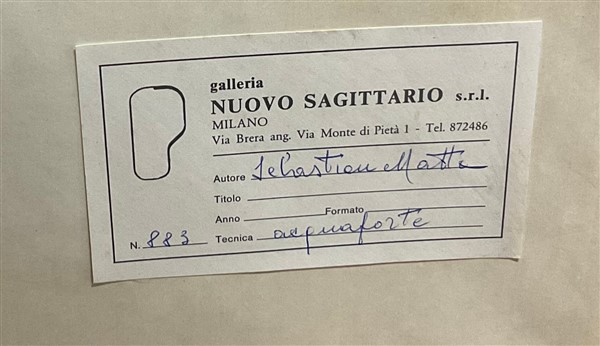 galleria
NUOVO SAGITTARIO s.r.l.
MILANO
Via Brera ang. Via Monte di Pietà 1 - Tel. 872486
Autore Sebastian Matta
Titolo
Anno Formato
N. 883 Tecnica acquaforte